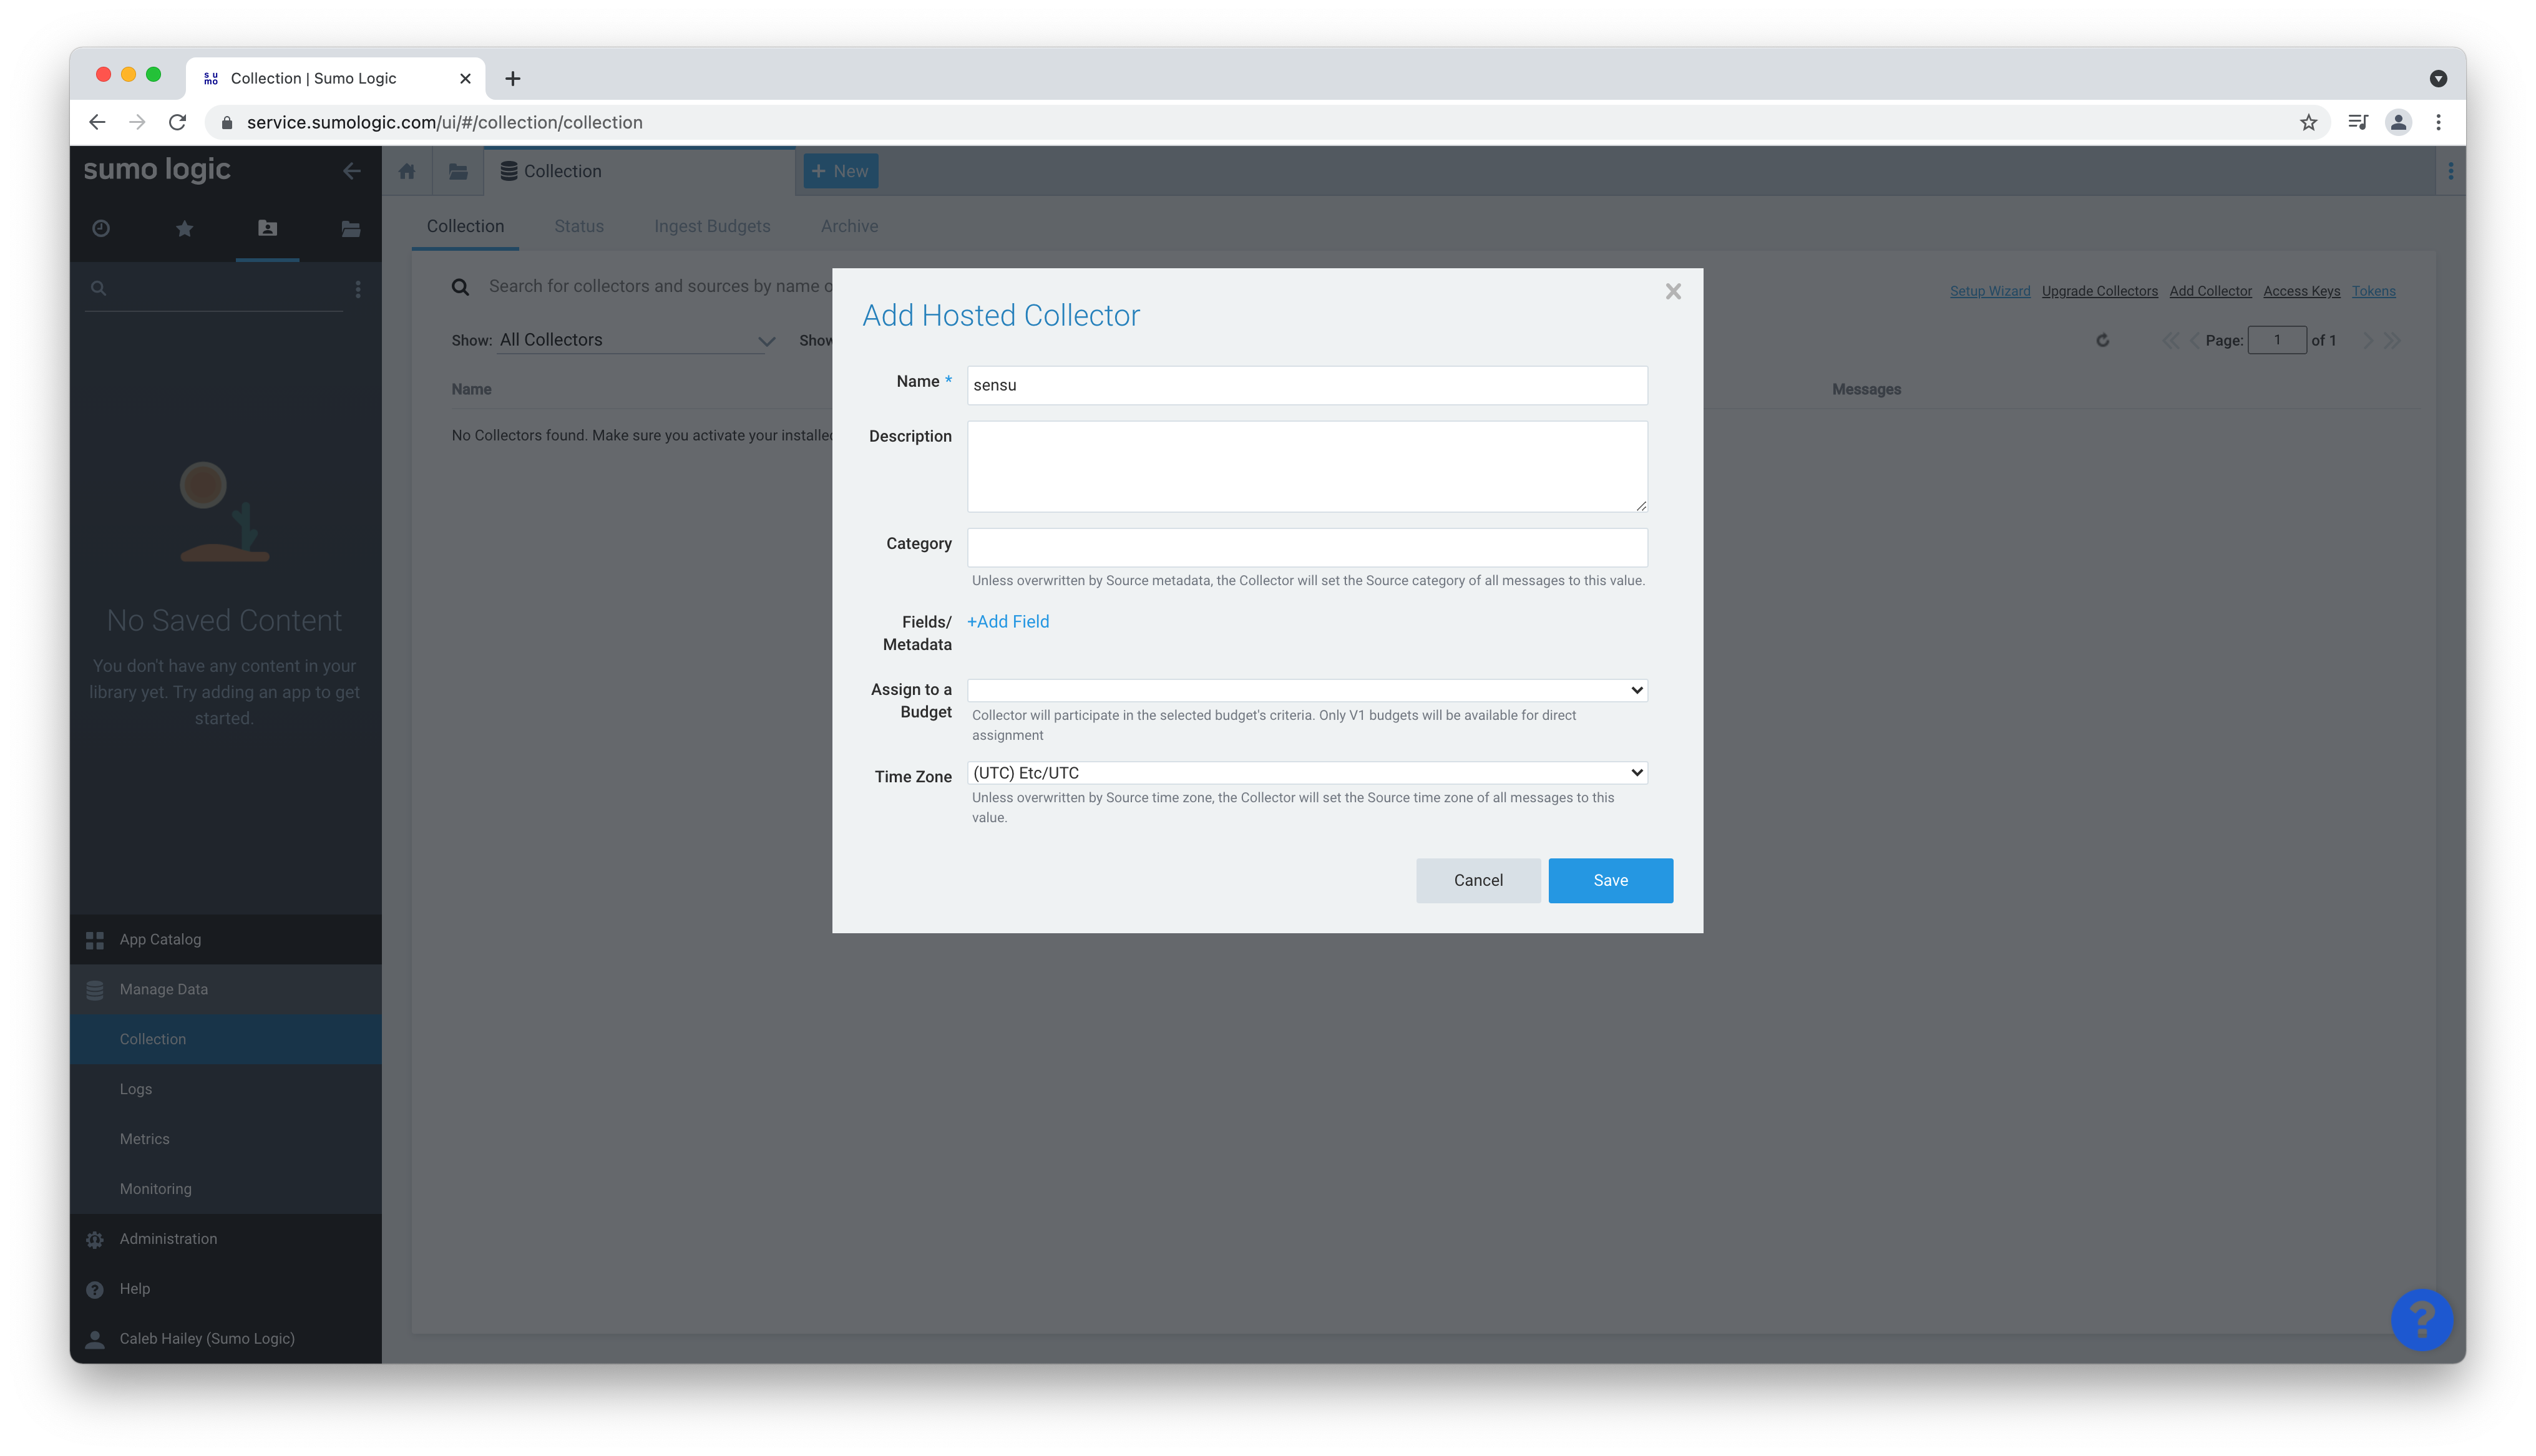 sumo
Collection | Sumo Logic
service.sumologic.com/ui/#/collection/collection
sumo logic
Collection
+ New
Collection
Status
Ingest Budgets
Archive
Search for collectors and sources by name
Setup Wizard
Upgrade Collectors
Add Collector
Access Keys
Tokens
Show: All Collectors
Show
Page: 1 of 1
Name
Messages
No Collectors found. Make sure you activate your
No Saved Content
You don't have any content in your
library yet. Try adding an app to get
started.
App Catalog
Manage Data
Collection
Logs
Metrics
Monitoring
Administration
Help
Caleb Hailey (Sumo Logic)
Add Hosted Collector
Name *
sensu
Description
Category
Unless overwritten by Source metadata, the Collector will set the Source category of all messages to this value.
Fields/
Metadata
+Add Field
Assign to a
Budget
Collector will participate in the selected budget's criteria. Only V1 budgets will be available for direct
assignment
Time Zone
(UTC) Etc/UTC
Unless overwritten by Source time zone, the Collector will set the Source time zone of all messages to this
value.
Cancel
Save
?